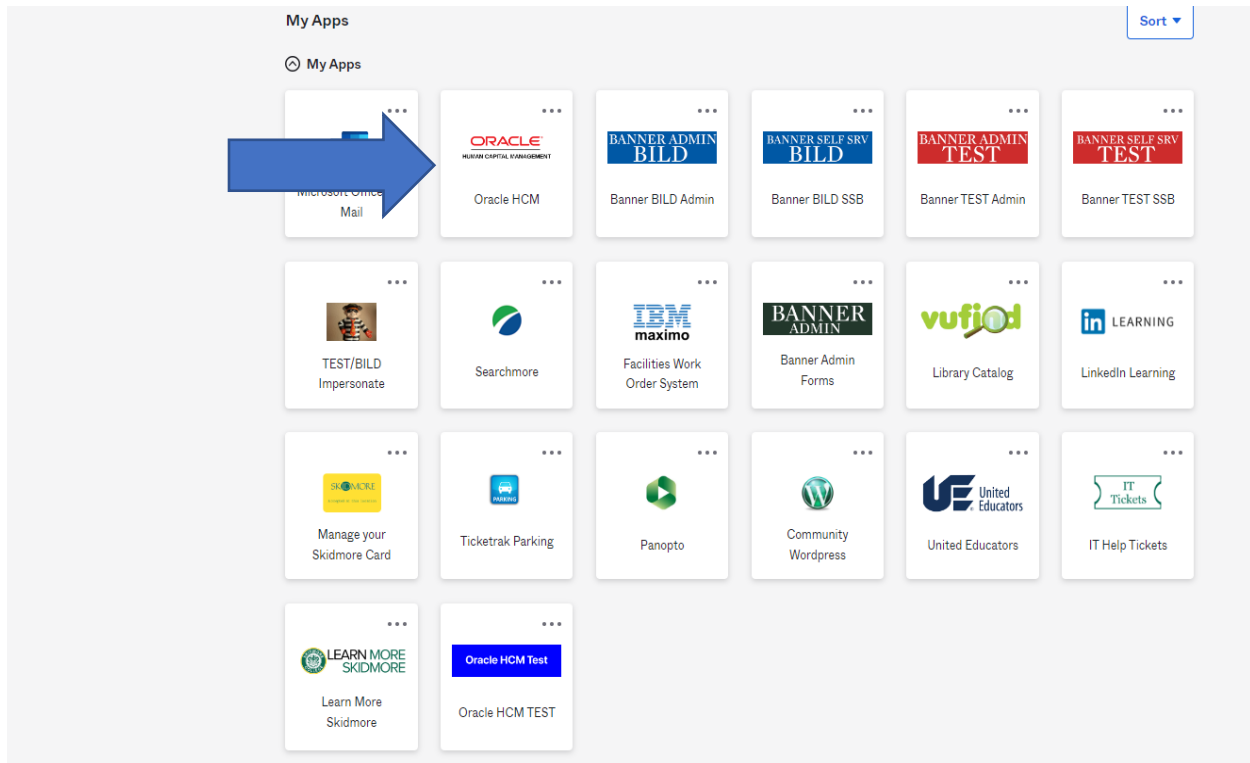 My Apps
Sort
My Apps
ORACLE
HUMAN CAPITAL MANAGEMENT
BANNER ADMIN
BILD
BANNER SELF SRV
BILD
BANNER ADMIN
TEST
BANNER SELF SRV
TEST
Microsoft Office
Mail
Oracle HCM
Banner BILD Admin
Banner BILD SSB
Banner TEST Admin
Banner TEST SSB
IBM
maximo
BANNER
ADMIN
vufind
in LEARNING
TEST/BILD
Impersonate
Searchmore
Facilities Work
Order System
Banner Admin
Forms
Library Catalog
LinkedIn Learning
SKIDMORE
PARKING
W
UE United
Educators
IT
Tickets
Manage your
Skidmore Card
Ticketrak Parking
Panopto
Community
Wordpress
United Educators
IT Help Tickets
LEARN MORE
SKIDMORE
Oracle HCM Test
Learn More
Skidmore
Oracle HCM TEST